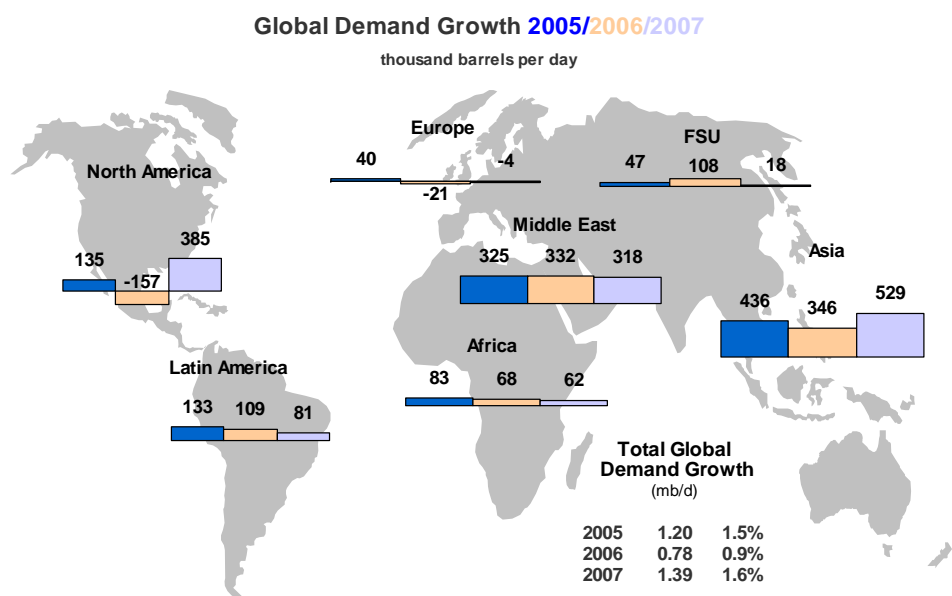 Global Demand Growth 2005/2006/2007
thousand barrels per day
North America
135
-157
385
Europe
40
-21
-4
FSU
47
108
18
Middle East
325
332
318
Asia
436
346
529
Latin America
133
109
81
Africa
83
68
62
Total Global
Demand Growth
(mb/d)
2005 1.20 1.5%
2006 0.78 0.9%
2007 1.39 1.6%